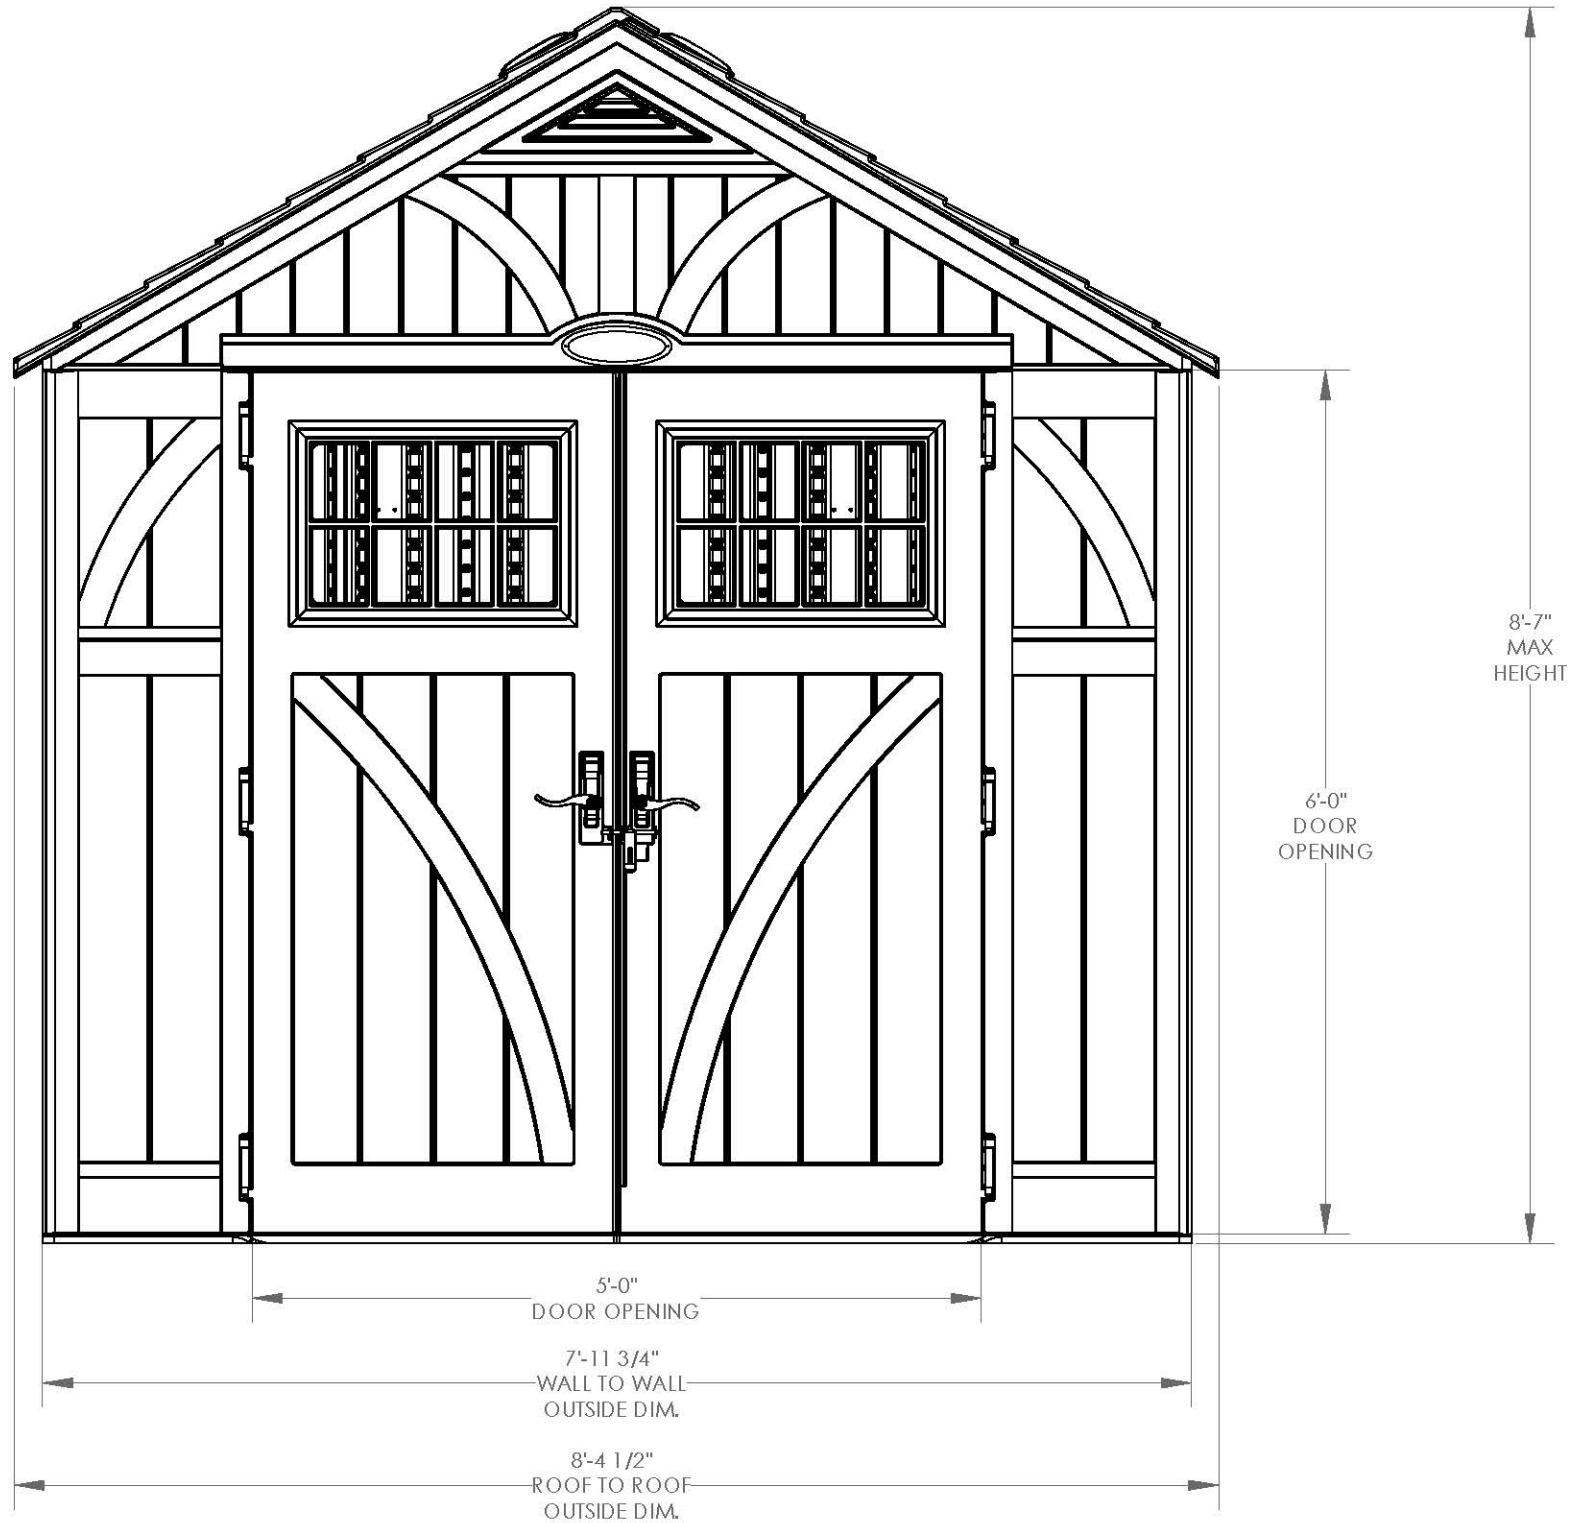 8'-7"
MAX
HEIGHT
6'-0"
DOOR
OPENING
5'-0"
DOOR OPENING
7'-11 3/4"
WALL TO WALL
OUTSIDE DIM.
8'-4 1/2"
ROOF TO ROOF
OUTSIDE DIM.